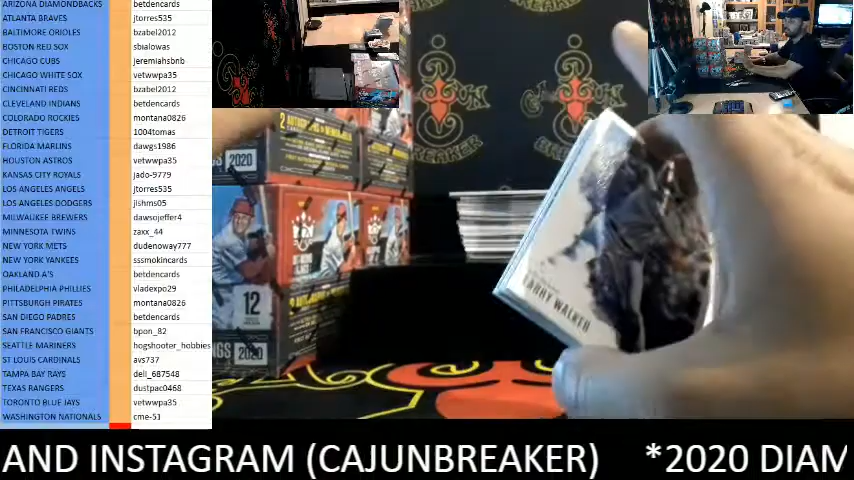 ARIZONA DIAMONDBACKS betdencards
ATLANTA BRAVES jtorres535
BALTIMORE ORIOLES bzabel2012
BOSTON RED SOX sbialowas
CHICAGO CUBS jeremiahsbnb
CHICAGO WHITE SOX vetwwpa35
CINCINNATI REDS bzabel2012
CLEVELAND INDIANS betdencards
COLORADO ROCKIES montana0826
DETROIT TIGERS 1004tomas
FLORIDA MARLINS dawgs1986
HOUSTON ASTROS vetwwpa35
KANSAS CITY ROYALS jado-9779
LOS ANGELES ANGELS jtorres535
LOS ANGELES DODGERS jishms05
MILWAUKEE BREWERS dawsojeffer4
MINNESOTA TWINS zaxx_44
NEW YORK METS dudenoway777
NEW YORK YANKEES sssmokincards
OAKLAND A'S betdencards
PHILADELPHIA PHILLIES vladexpo29
PITTSBURGH PIRATES montana0826
SAN DIEGO PADRES betdencards
SAN FRANCISCO GIANTS bpon_82
SEATTLE MARINERS hogshooter_hobbies
ST LOUIS CARDINALS avs737
TAMPA BAY RAYS deli_687548
TEXAS RANGERS dustpac0468
TORONTO BLUE JAYS vetwwpa35
WASHINGTON NATIONALS cme-51
2020
12
2020
BREAKER
BREAKER
LARRY WALKER
AND INSTAGRAM (CAJUNBREAKER) *2020 DIAM